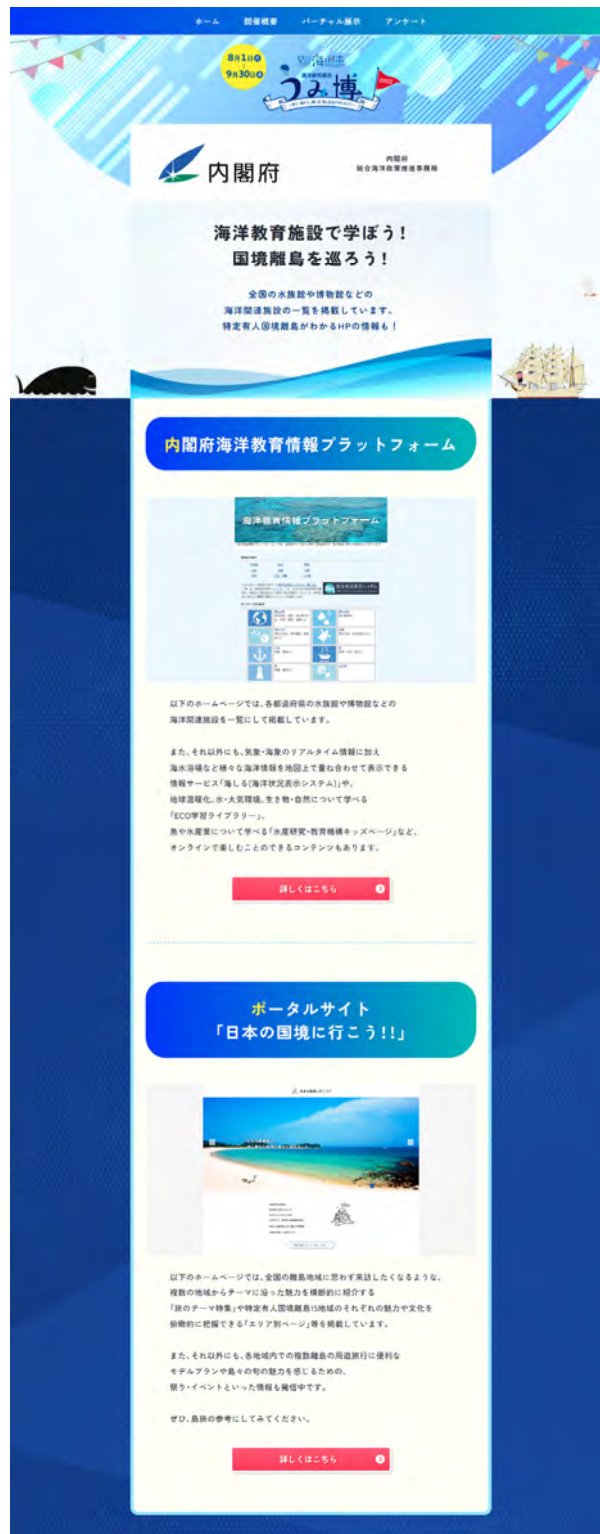 ホーム 開催概要 バーチャル展示 アンケート
8月1日
9月30日
うみ博
2022
内閣府
内閣府
総合海洋政策推進事務局
海洋教育施設で学ぼう!
国境離島を巡ろう!
全国の水族館や博物館などの
海洋関連施設の一覧を掲載しています。
特定有人国境離島がわかるHPの情報も!
内閣府海洋教育情報プラットフォーム
海洋教育情報プラットフォーム
以下のホームページでは、各都道府県の水族館や博物館などの
海洋関連施設を一覧にして掲載しています。
また、それ以外にも、気象・海象のリアルタイム情報に加え
海水浴場など様々な海洋情報を地図上で重ね合わせて表示できる
情報サービス「海しる(海洋状況表示システム)」や、
地球温暖化、水・大気環境、生き物・自然について学べる
「ECO学習ライブラリー」、
魚や水産業について学べる「水産研究・教育機構キッズページ」など、
オンラインで楽しむことのできるコンテンツもあります。
詳しくはこちら
ポータルサイト
「日本の国境に行こう!!」
以下のホームページでは、全国の離島地域に思わず来訪したくなるような、
複数の地域からテーマに沿った魅力を横断的に紹介する
「旅のテーマ特集」や特定有人国境離島15地域のそれぞれの魅力や文化を
俯瞰的に把握できる「エリア別ページ」等を掲載しています。
また、それ以外にも、各地域内での複数離島の周遊旅行に便利な
モデルプランや島々の旬の魅力を感じるための、
祭り・イベントといった情報も発信中です。
ぜひ、島旅の参考にしてみてください。
詳しくはこちら